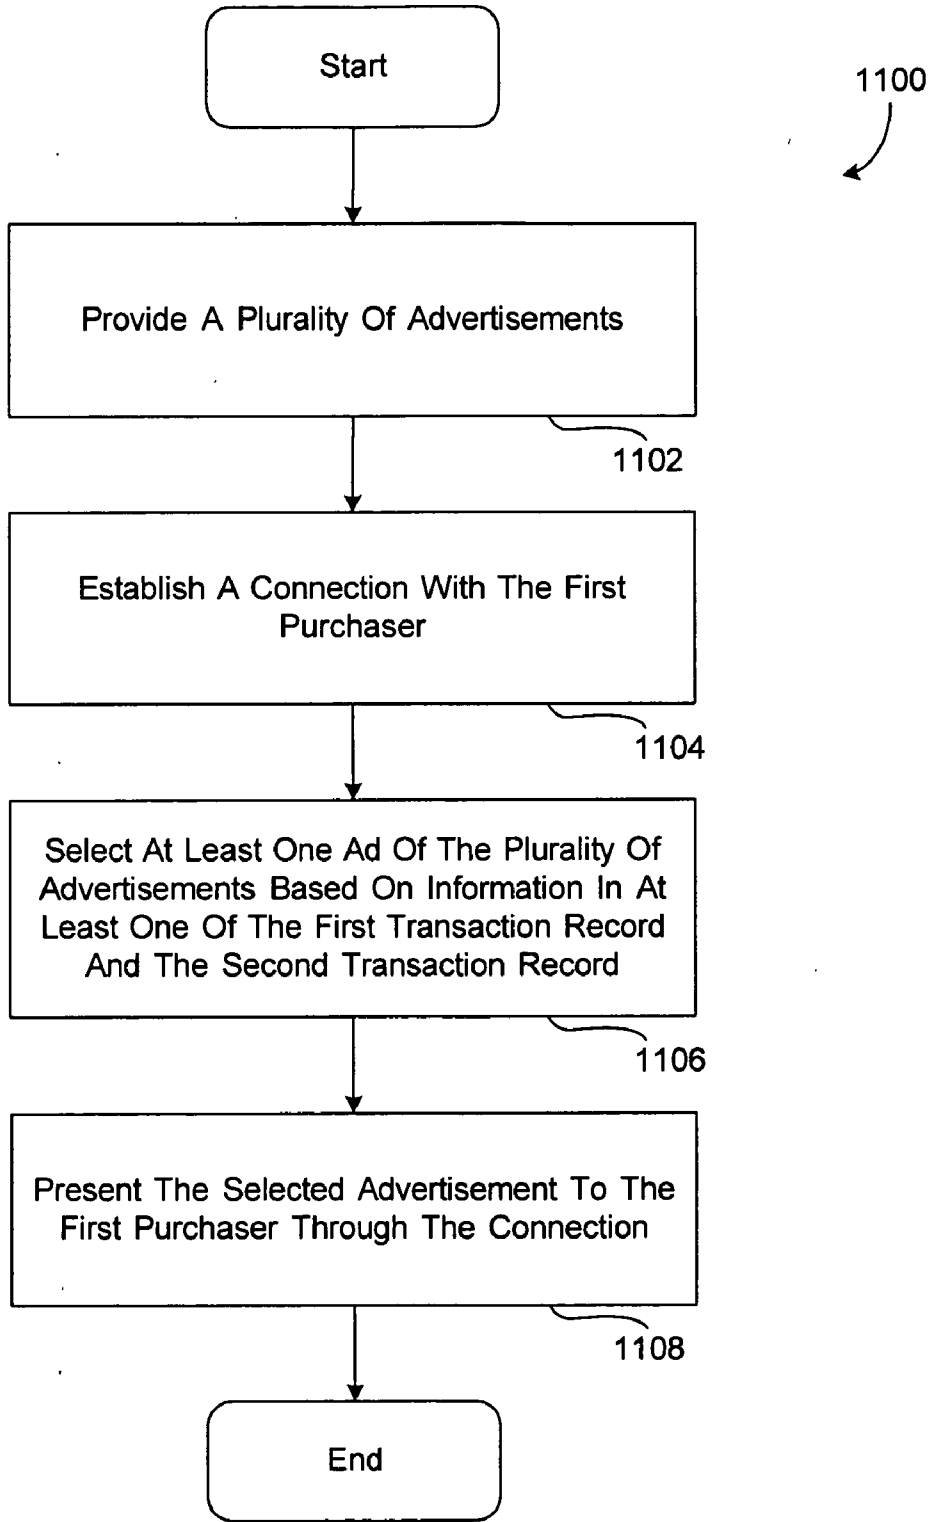 Start
1100
Provide A Plurality Of Advertisements
1102
Establish A Connection With The First
Purchaser
1104
Select At Least One Ad Of The Plurality Of
Advertisements Based On Information In At
Least One Of The First Transaction Record
And The Second Transaction Record
1106
Present The Selected Advertisement To The
First Purchaser Through The Connection
1108
End